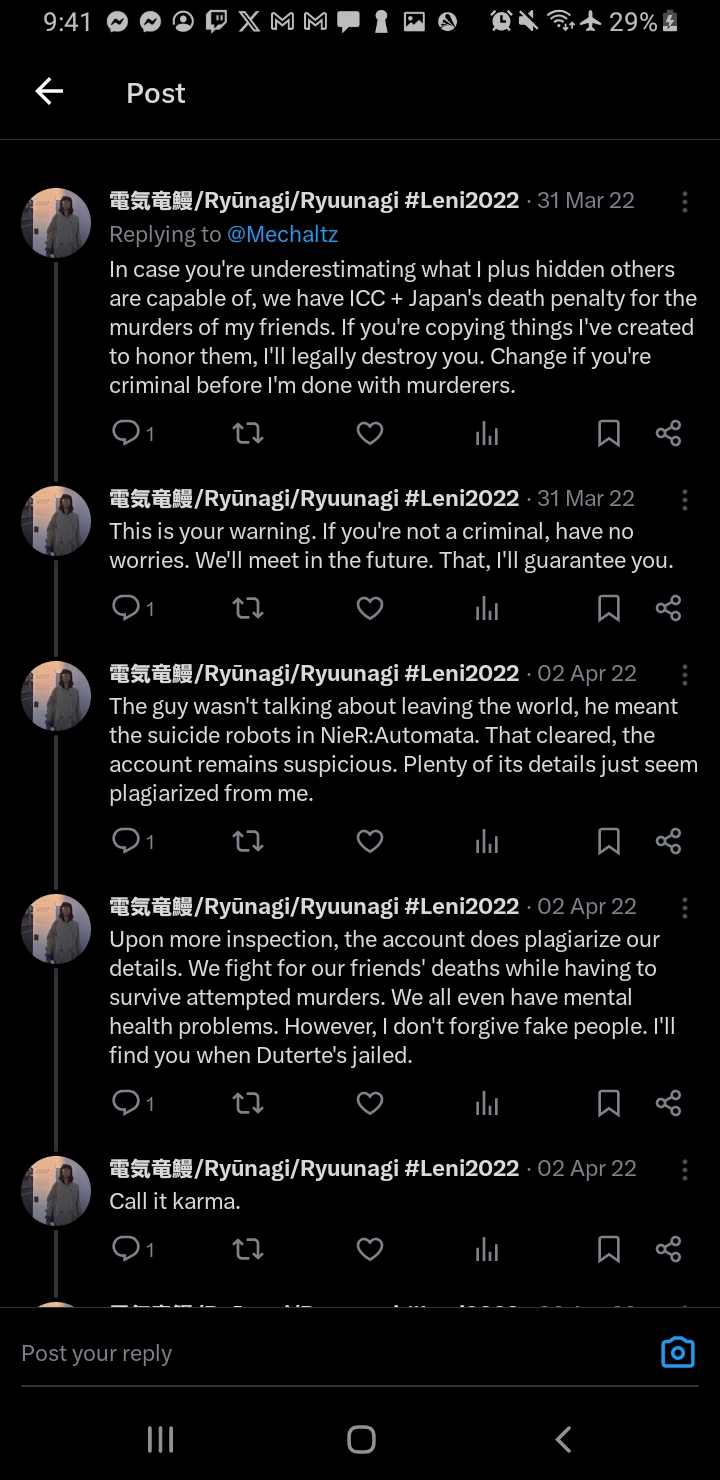 9:41 29%
Post
電気竜鰻/Ryūnagi/Ryuunagi #Leni2022 · 31 Mar 22
Replying to @Mechaltz
In case you're underestimating what I plus hidden others
are capable of, we have ICC + Japan's death penalty for the
murders of my friends. If you're copying things I've created
to honor them, I'll legally destroy you. Change if you're
criminal before I'm done with murderers.
1
電気竜鰻/Ryūnagi/Ryuunagi #Leni2022 · 31 Mar 22
This is your warning. If you're not a criminal, have no
worries. We'll meet in the future. That, I'll guarantee you.
1
電気竜鰻/Ryūnagi/Ryuunagi #Leni2022 · 02 Apr 22
The guy wasn't talking about leaving the world, he meant
the suicide robots in NieR:Automata. That cleared, the
account remains suspicious. Plenty of its details just seem
plagiarized from me.
1
電気竜鰻/Ryūnagi/Ryuunagi #Leni2022 · 02 Apr 22
Upon more inspection, the account does plagiarize our
details. We fight for our friends' deaths while having to
survive attempted murders. We all even have mental
health problems. However, I don't forgive fake people. I'll
find you when Duterte's jailed.
1
電気竜鰻/Ryūnagi/Ryuunagi #Leni2022 · 02 Apr 22
Call it karma.
1
Post your reply